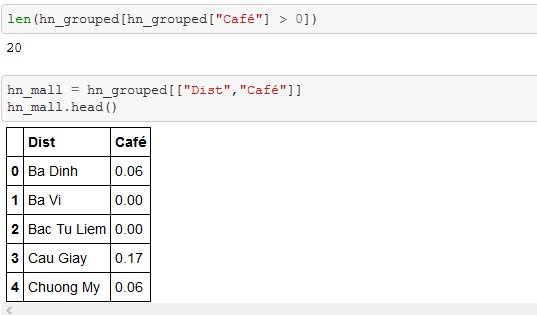 len(hn_grouped[hn_grouped["Café"] > 0])
20
hn_mall = hn_grouped[["Dist","Café"]]
hn_mall.head()
Dist Café
0 Ba Dinh 0.06
1 Ba Vi 0.00
2 Bac Tu Liem 0.00
3 Cau Giay 0.17
4 Chuong My 0.06